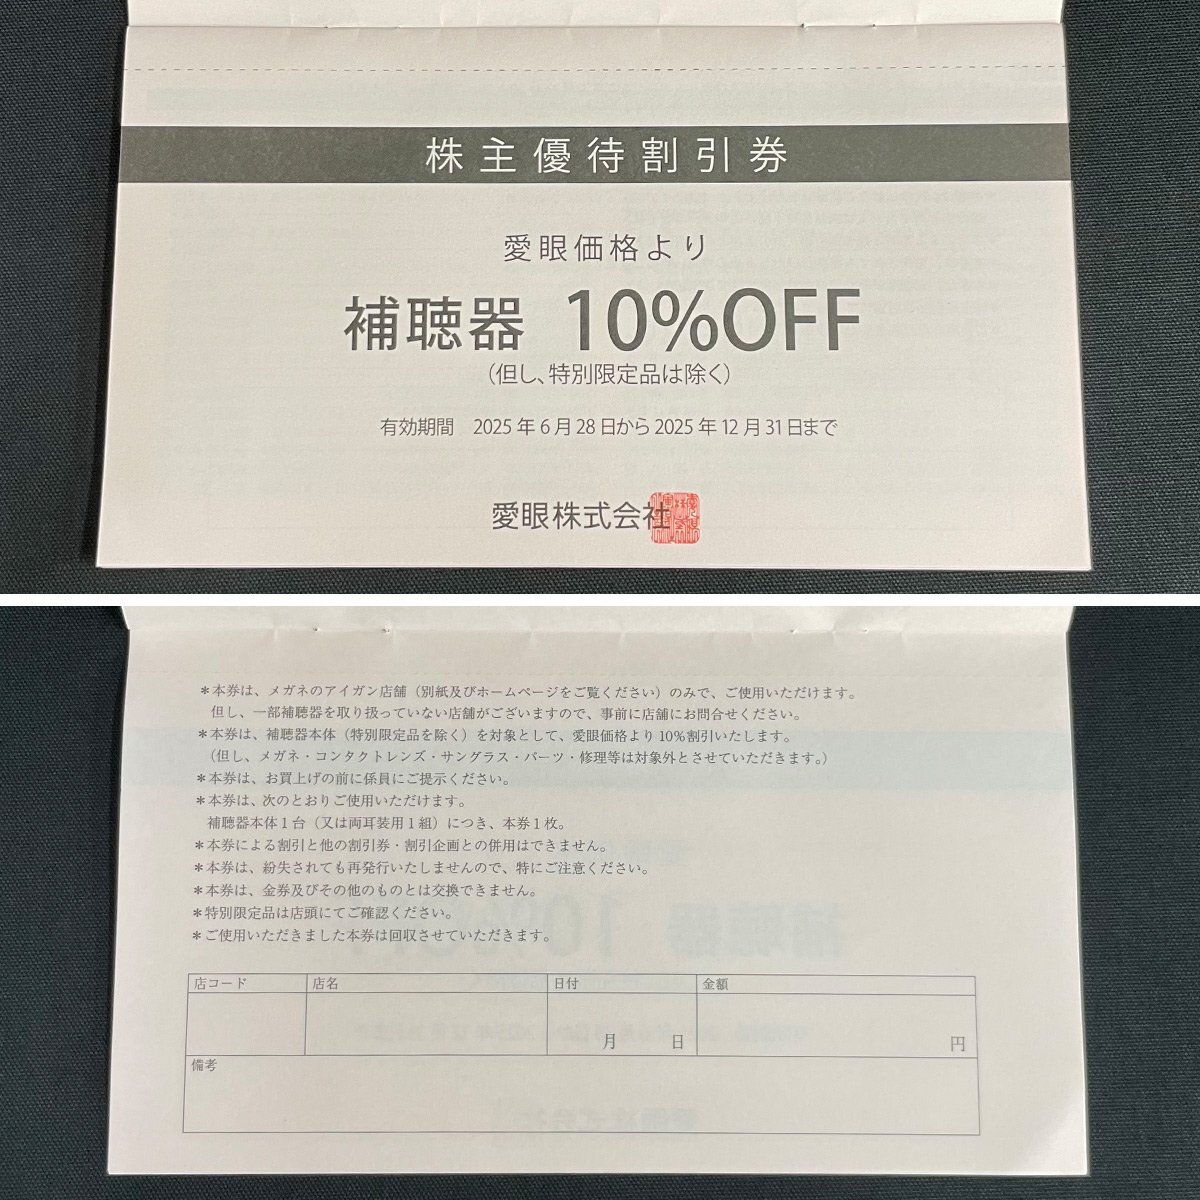 株主優待割引券
愛眼価格より
補聴器 10%OFF
（但し、特別限定品は除く）
有効期間 2025年6月28日から2025年12月31日まで
愛眼株式会社
＊本券は、メガネのアイガン店舗（別紙及びホームページをご覧ください）のみで、ご使用いただけます。
但し、一部補聴器を取り扱っていない店舗がございますので、事前に店舗にお問合せください。
＊本券は、補聴器本体（特別限定品を除く）を対象として、愛眼価格より10%割引いたします。
（但し、メガネ・コンタクトレンズ・サングラス・パーツ・修理等は対象外とさせていただきます。）
＊本券は、お買上げの前に係員にご提示ください。
＊本券は、次のとおりご使用いただけます。
補聴器本体1台（又は両耳装用1組）につき、本券1枚。
＊本券による割引と他の割引券・割引企画との併用はできません。
＊本券は、紛失されても再発行いたしませんので、特にご注意ください。
＊本券は、金券及びその他のものとは交換できません。
＊特別限定品は店頭にてご確認ください。
＊ご使用いただきました本券は回収させていただきます。
店コード 店名 日付 金額
月 日 円
備考